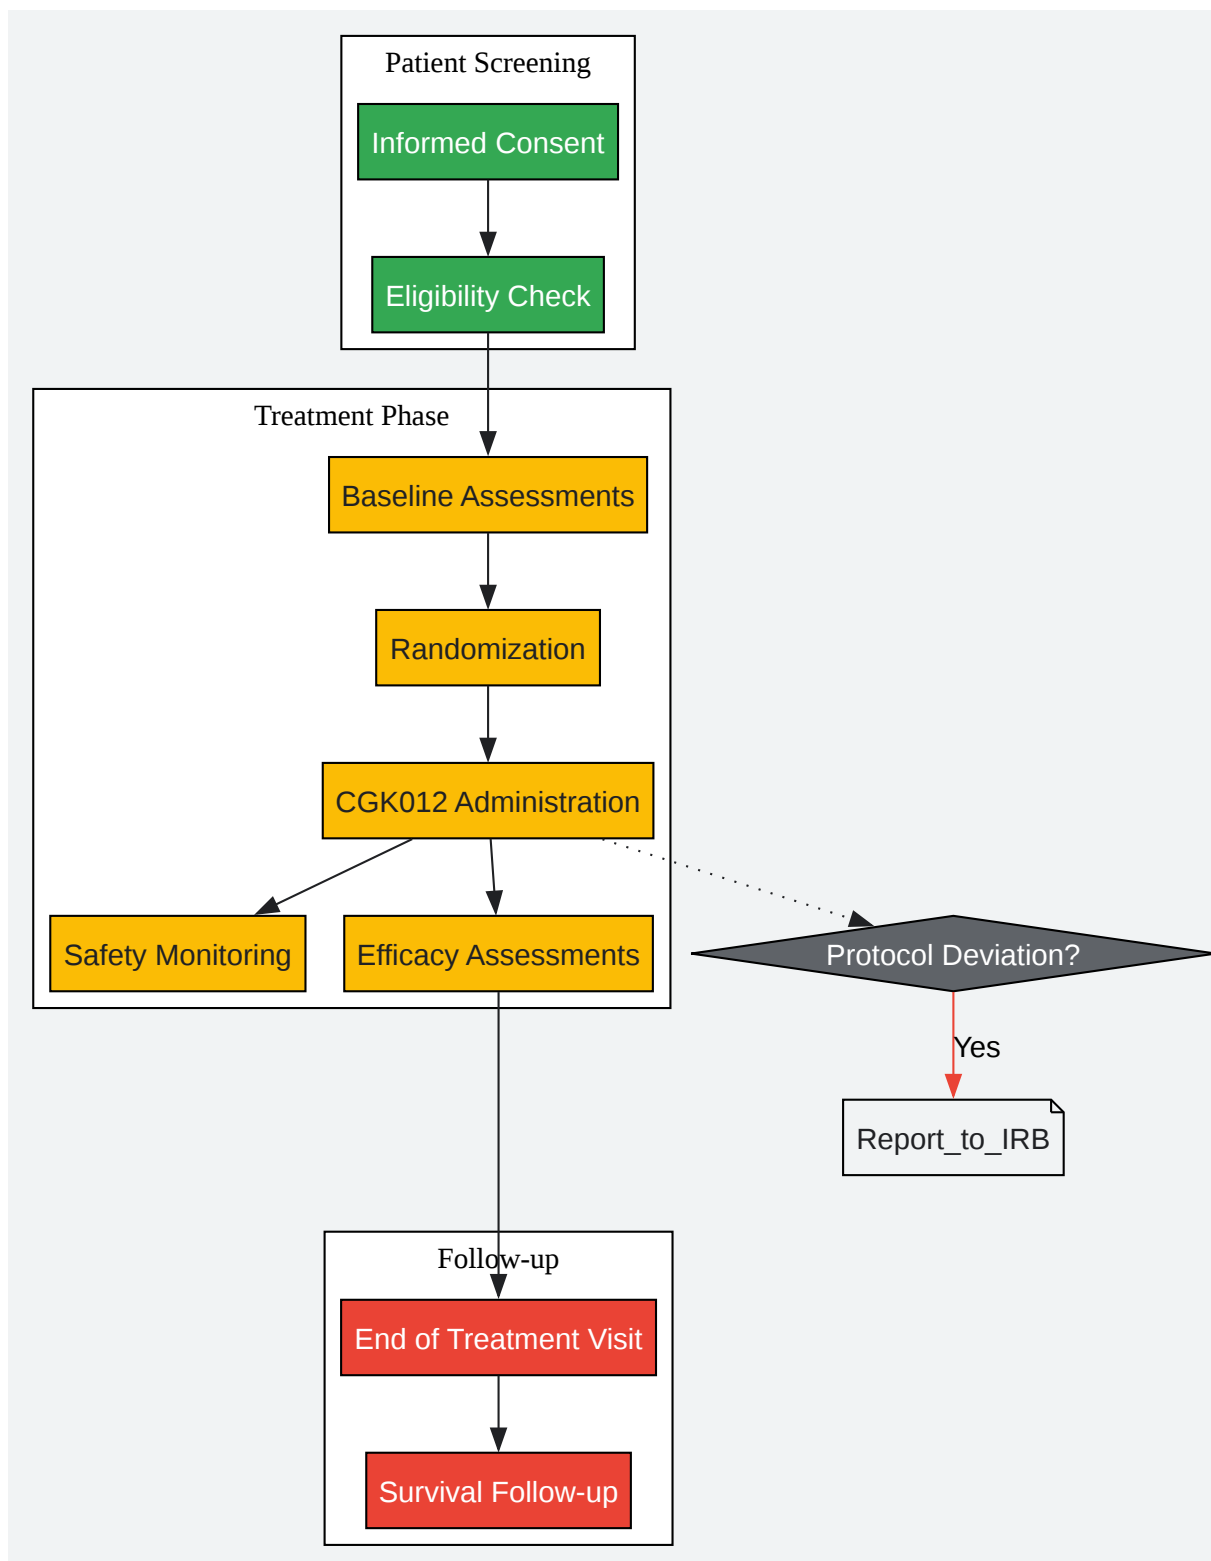 Patient Screening
Informed Consent
Eligibility Check
Treatment Phase
Baseline Assessments
Randomization
CGK012 Administration
Safety Monitoring
Efficacy Assessments
Protocol Deviation?
Yes
Report_to_IRB
Follow-up
End of Treatment Visit
Survival Follow-up